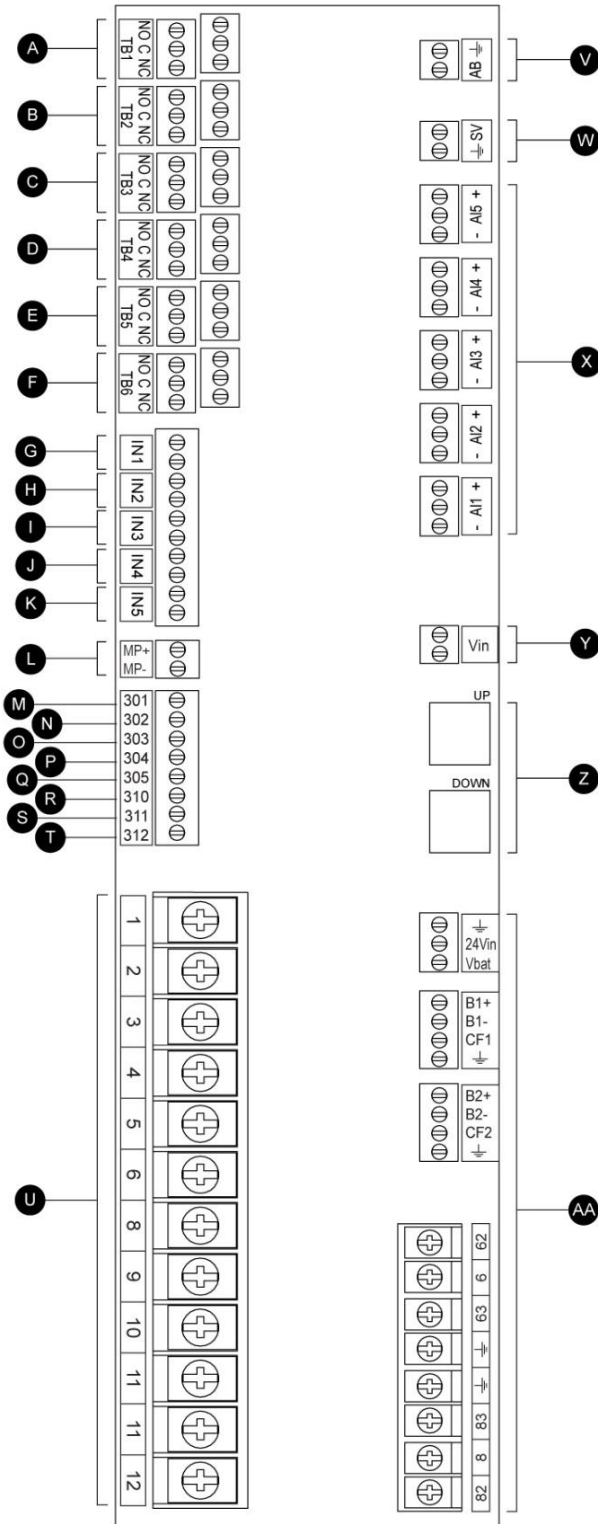 A
NO C NC
TB1
B
NO C NC
TB2
C
NO C NC
TB3
D
NO C NC
TB4
E
NO C NC
TB5
F
NO C NC
TB6
G
IN1
H
IN2
I
IN3
J
IN4
K
IN5
L
MP+
MP-
M
301
N
302
O
303
P
304
Q
305
R
310
S
311
T
312
U
1
2
3
4
5
6
8
9
10
11
11
12
AB
V
SV
W
- AI5 +
- AI4 +
- AI3 +
- AI2 +
- AI1 +
X
Vin
Y
UP
DOWN
Z
24Vin
Vbat
B1+
B1-
CF1
B2+
B2-
CF2
AA
62
6
63
83
8
82